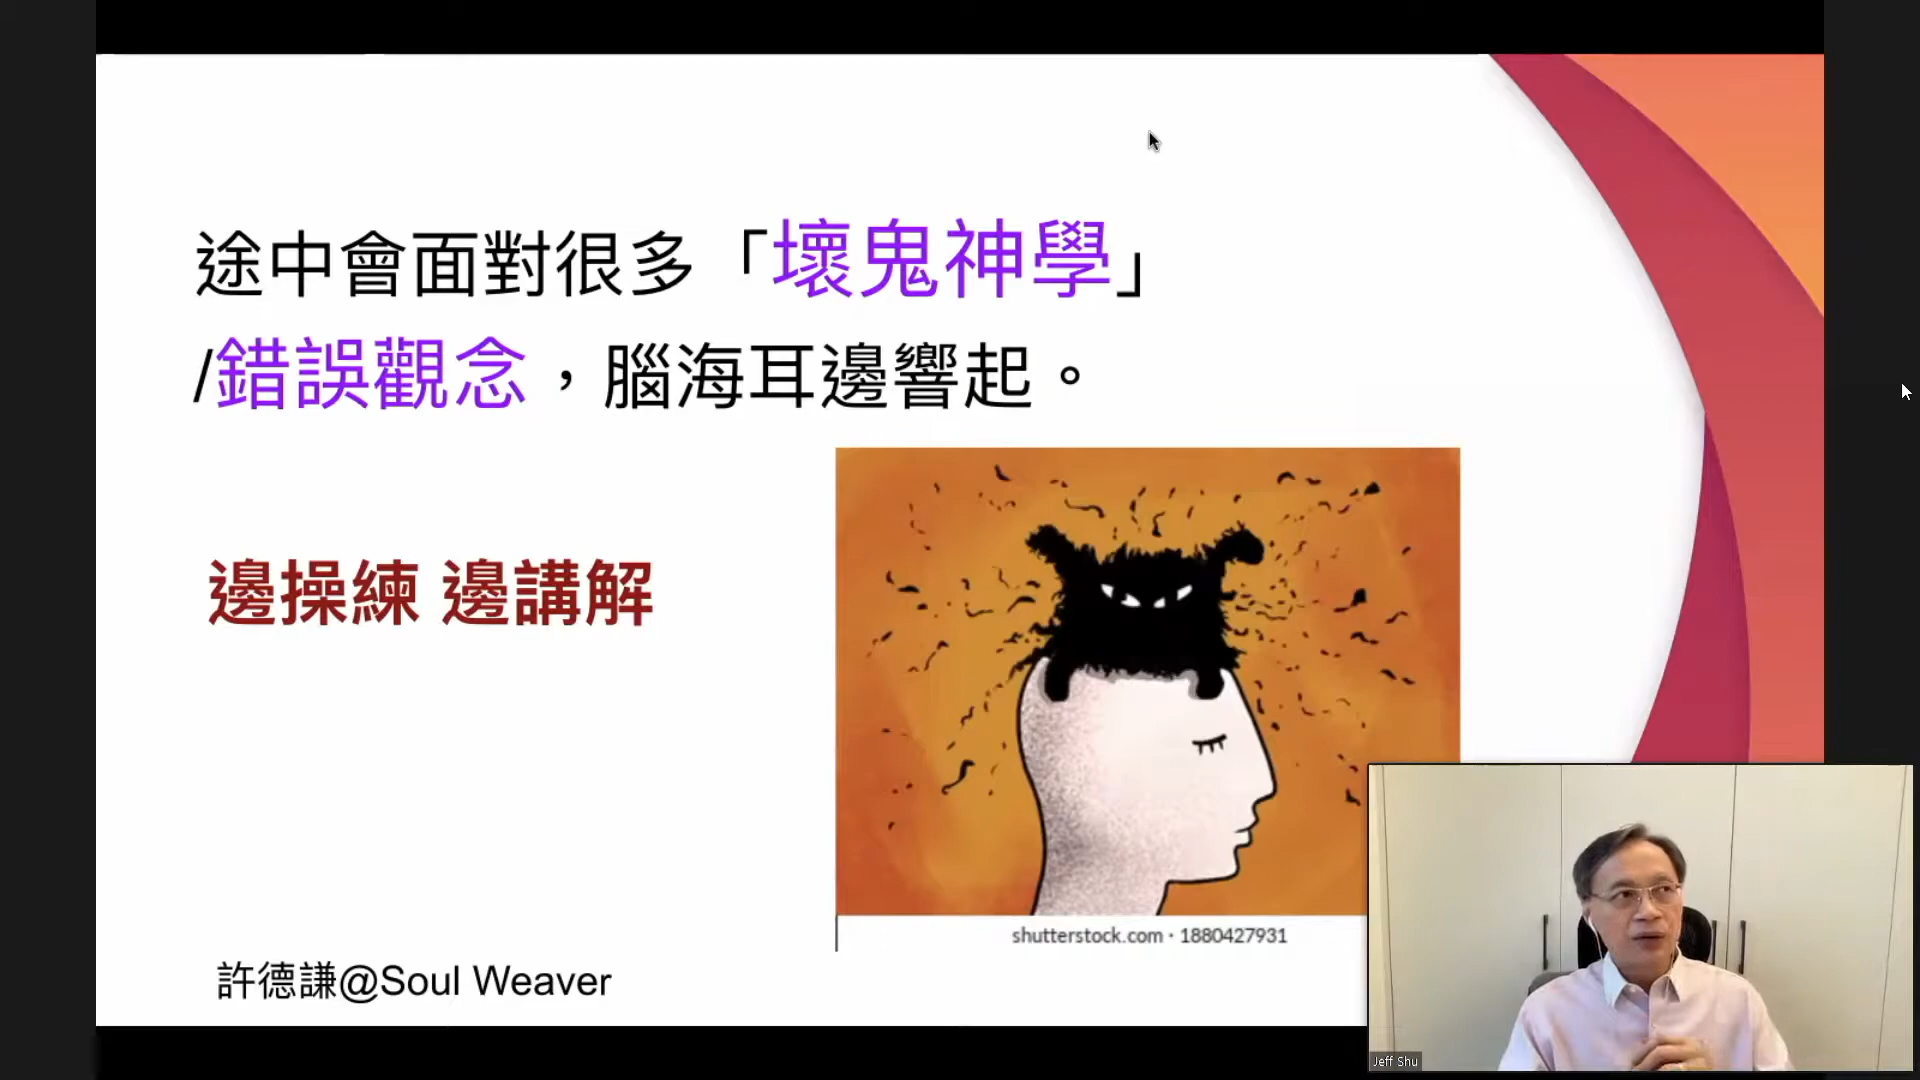 途中會面對很多「壞鬼神學」
/錯誤觀念，腦海耳邊響起。
邊操練 邊講解
shutterstock.com · 1880427931
許德謙@Soul Weaver
Jeff Shu